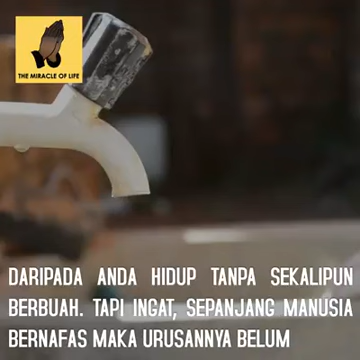 THE MIRACLE OF LIFE
DARIPADA ANDA HIDUP TANPA SEKALIPUN
BERBUAH. TAPI INGAT, SEPANJANG MANUSIA
BERNAFAS MAKA URUSANNYA BELUM